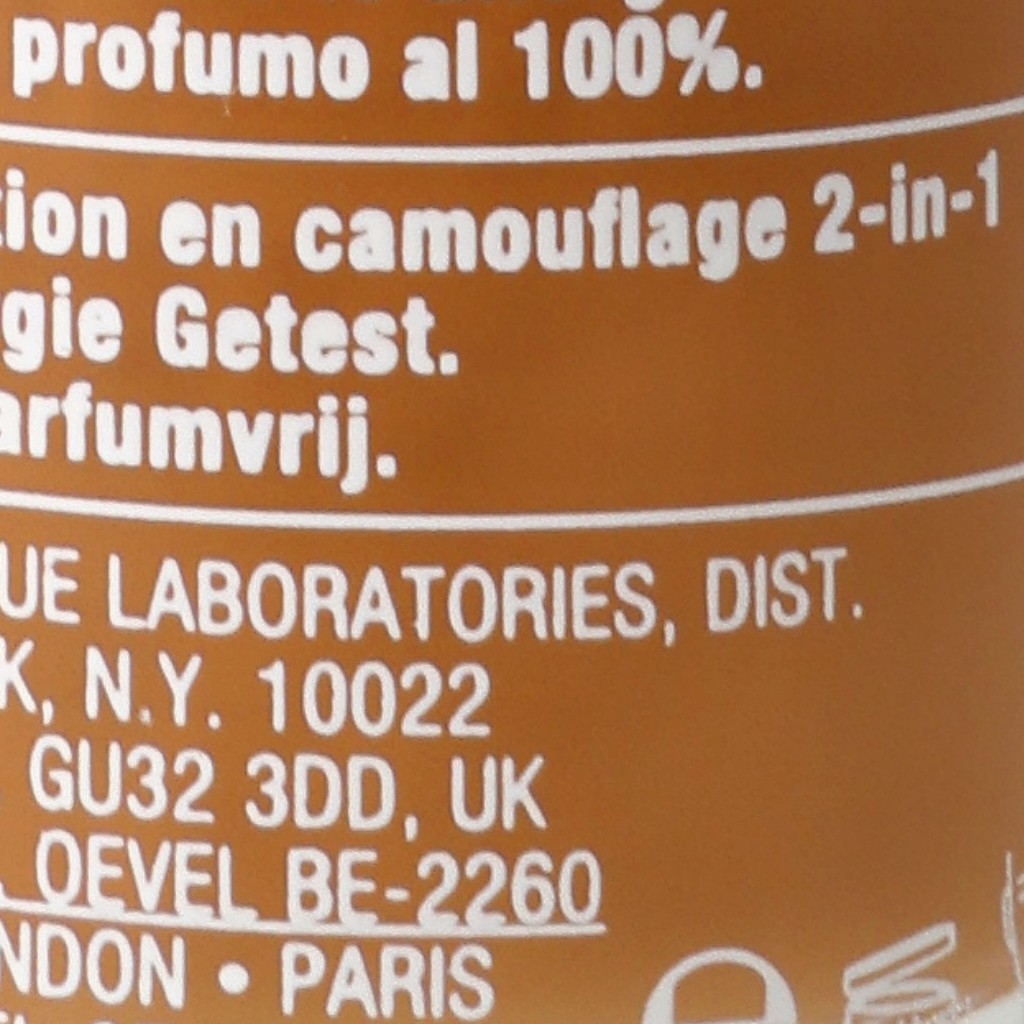 profumo al 100%.
tion en camouflage 2-in-1
gie Getest.
arfumvrij.
UE LABORATORIES, DIST.
K, N.Y. 10022
GU32 3DD, UK
OEVEL BE-2260
NDON • PARIS